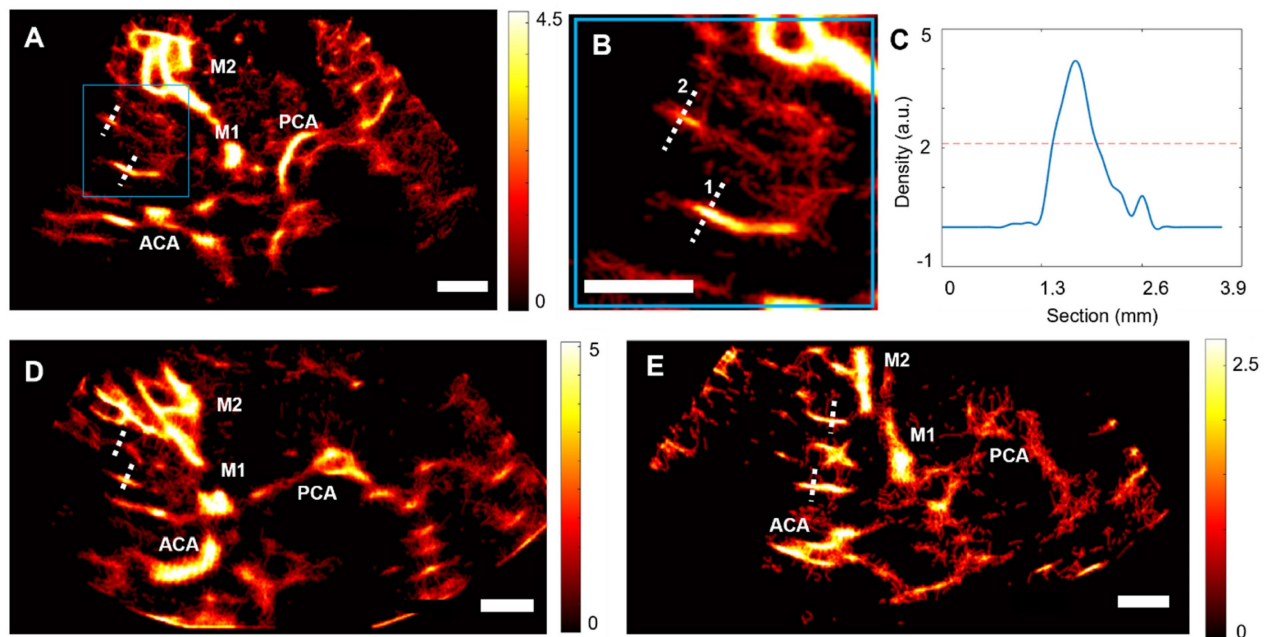 A
M2
M1
PCA
ACA
4.5
0
B
2
1
C
5
2
-1
Density (a.u.)
0 1.3 2.6 3.9
Section (mm)
D
M2
M1
PCA
ACA
5
0
E
M2
M1
PCA
ACA
2.5
0